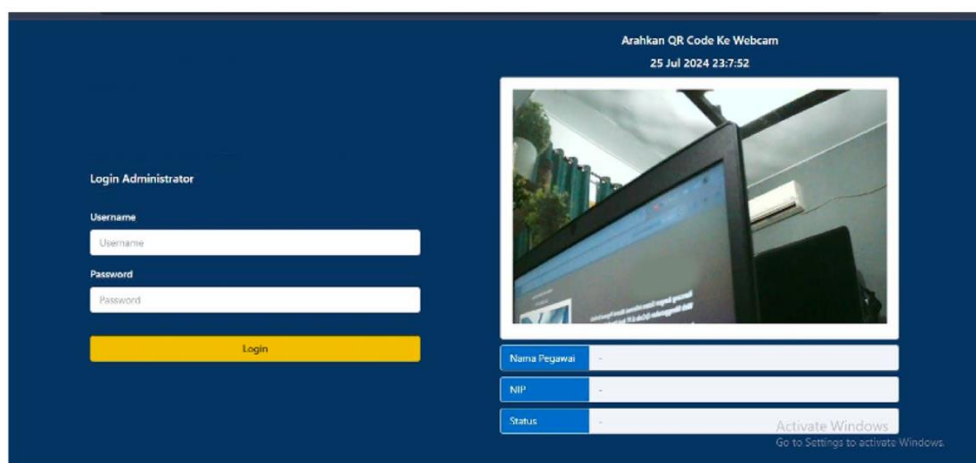 Login Administrator
Username
Username
Password
Password
Login
Arahkan QR Code Ke Webcam
25 Jul 2024 23:7:52
Nama Pegawai -
NIP -
Status -
Activate Windows
Go to Settings to activate Windows.